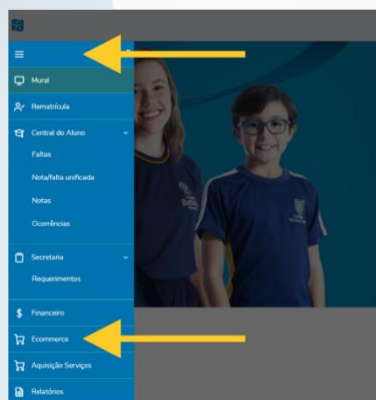 Mural
Rematrícula
Central do Aluno
Faltas
Nota/falta unificada
Notas
Ocorrências
Secretaria
Requerimentos
Financeiro
Ecommerce
Aquisição Serviços
Relatórios